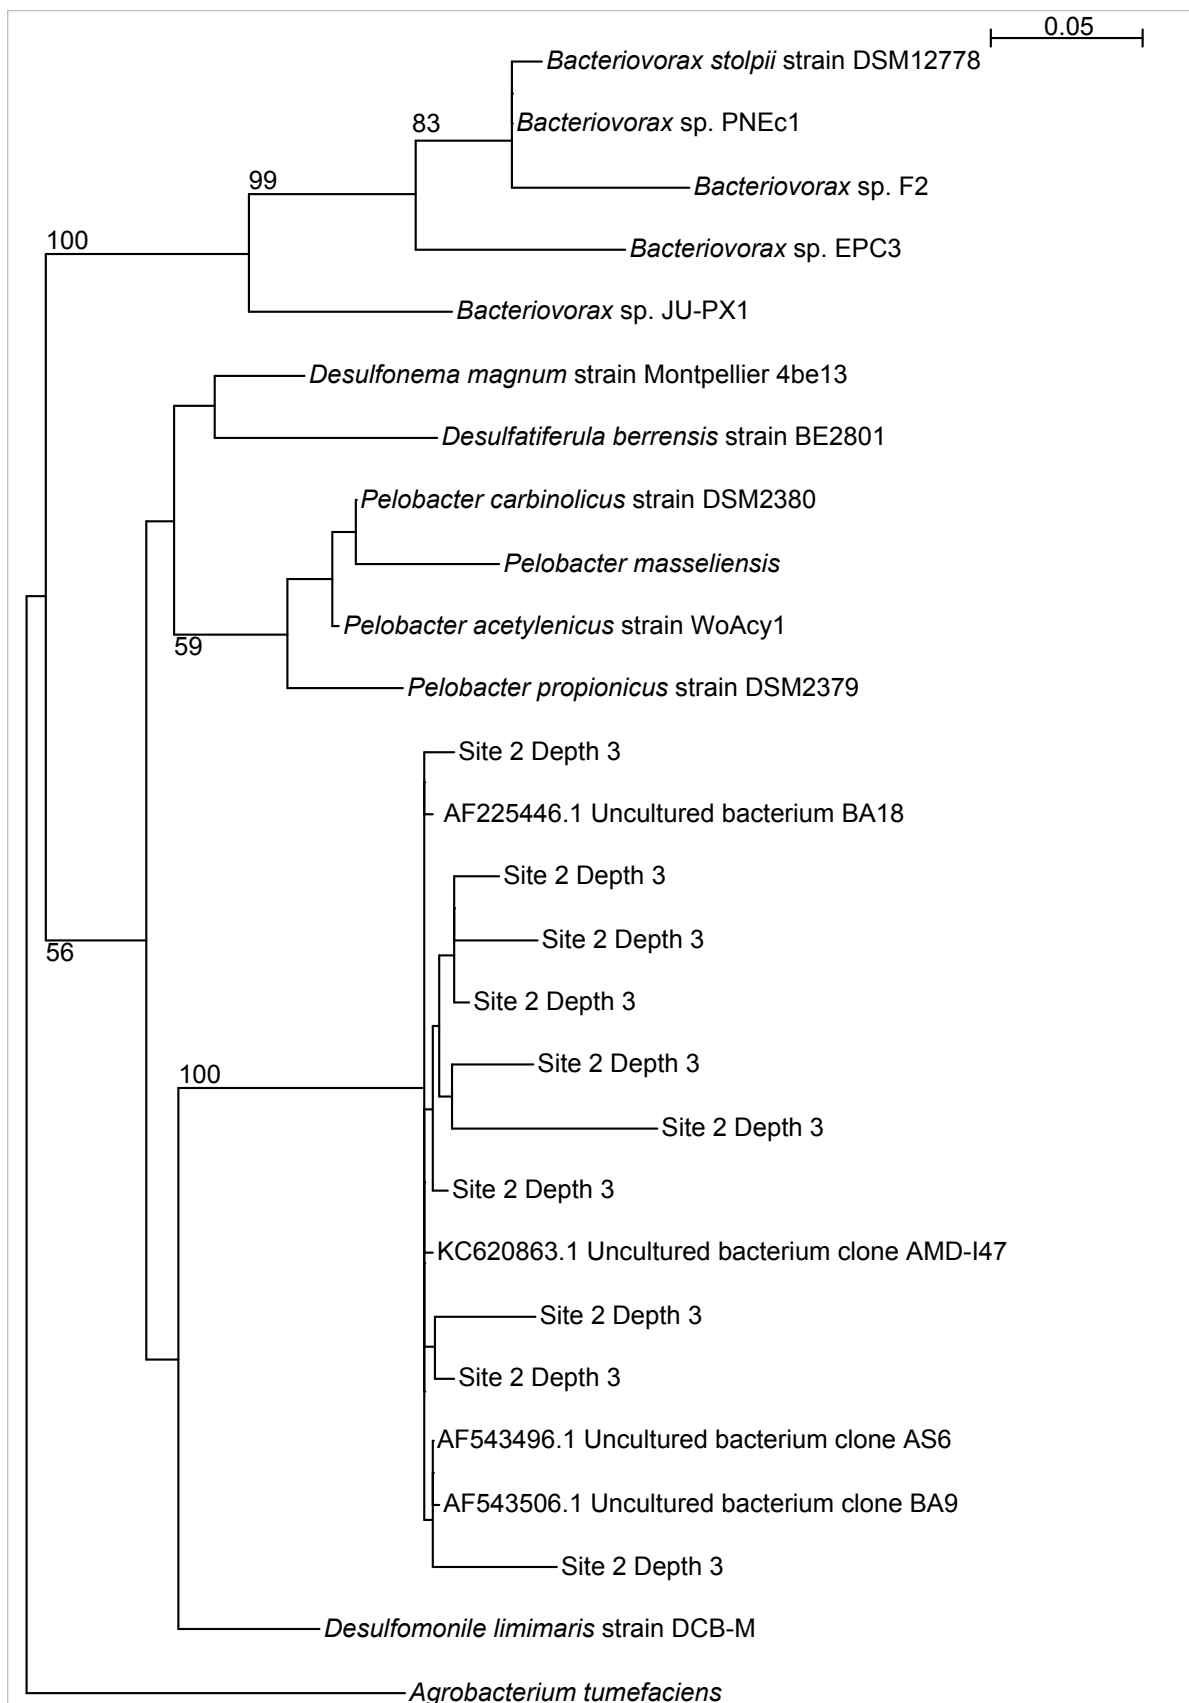 0.05
Bacteriovorax stolpii strain DSM12778
Bacteriovorax sp. PNEc1
83
Bacteriovorax sp. F2
99
Bacteriovorax sp. EPC3
100
Bacteriovorax sp. JU-PX1
Desulfonema magnum strain Montpellier 4be13
Desulfatiferula berrensis strain BE2801
Pelobacter carbinolicus strain DSM2380
Pelobacter masseliensis
Pelobacter acetylenicus strain WoAcy1
59
Pelobacter propionicus strain DSM2379
Site 2 Depth 3
AF225446.1 Uncultured bacterium BA18
Site 2 Depth 3
Site 2 Depth 3
56
Site 2 Depth 3
Site 2 Depth 3
100
Site 2 Depth 3
Site 2 Depth 3
KC620863.1 Uncultured bacterium clone AMD-I47
Site 2 Depth 3
Site 2 Depth 3
AF543496.1 Uncultured bacterium clone AS6
AF543506.1 Uncultured bacterium clone BA9
Site 2 Depth 3
Desulfomonile limimaris strain DCB-M
Agrobacterium tumefaciens